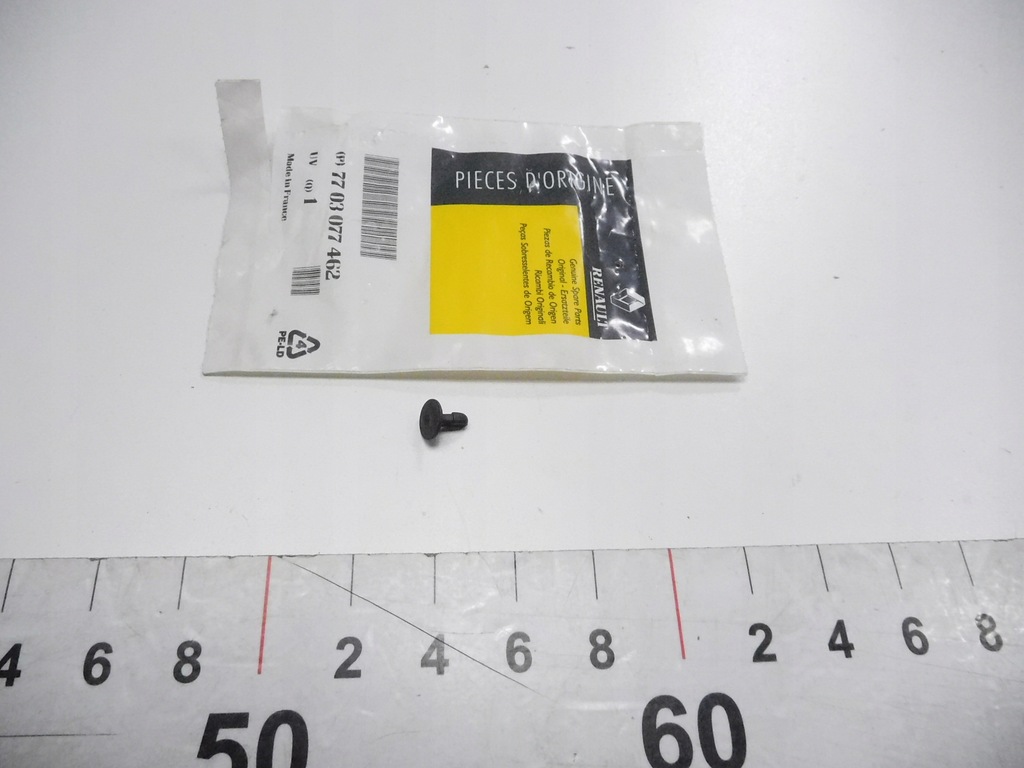 PIECES D'ORIGINE
RENAULT
Genuine Spare Parts
Original - Ersatzteile
Ricambi Originali
Piezas de Recambio de Origen
Peças Sobresselentes de Origem
(P) 77 03 077 462
UV (Q) 1
Made in France
4
PE-LD
4 6 8 2 4 6 8 2 4 6 8
50 60